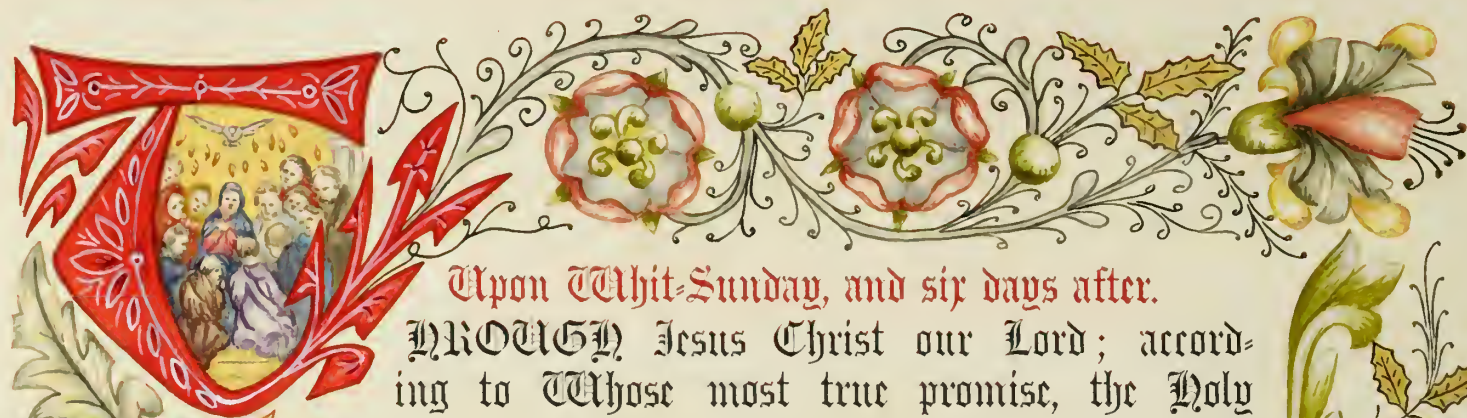 Upon Whit-Sunday, and six days after.
THROUGH Jesus Christ our Lord; accord-
ing to Whose most true promise, the Holy